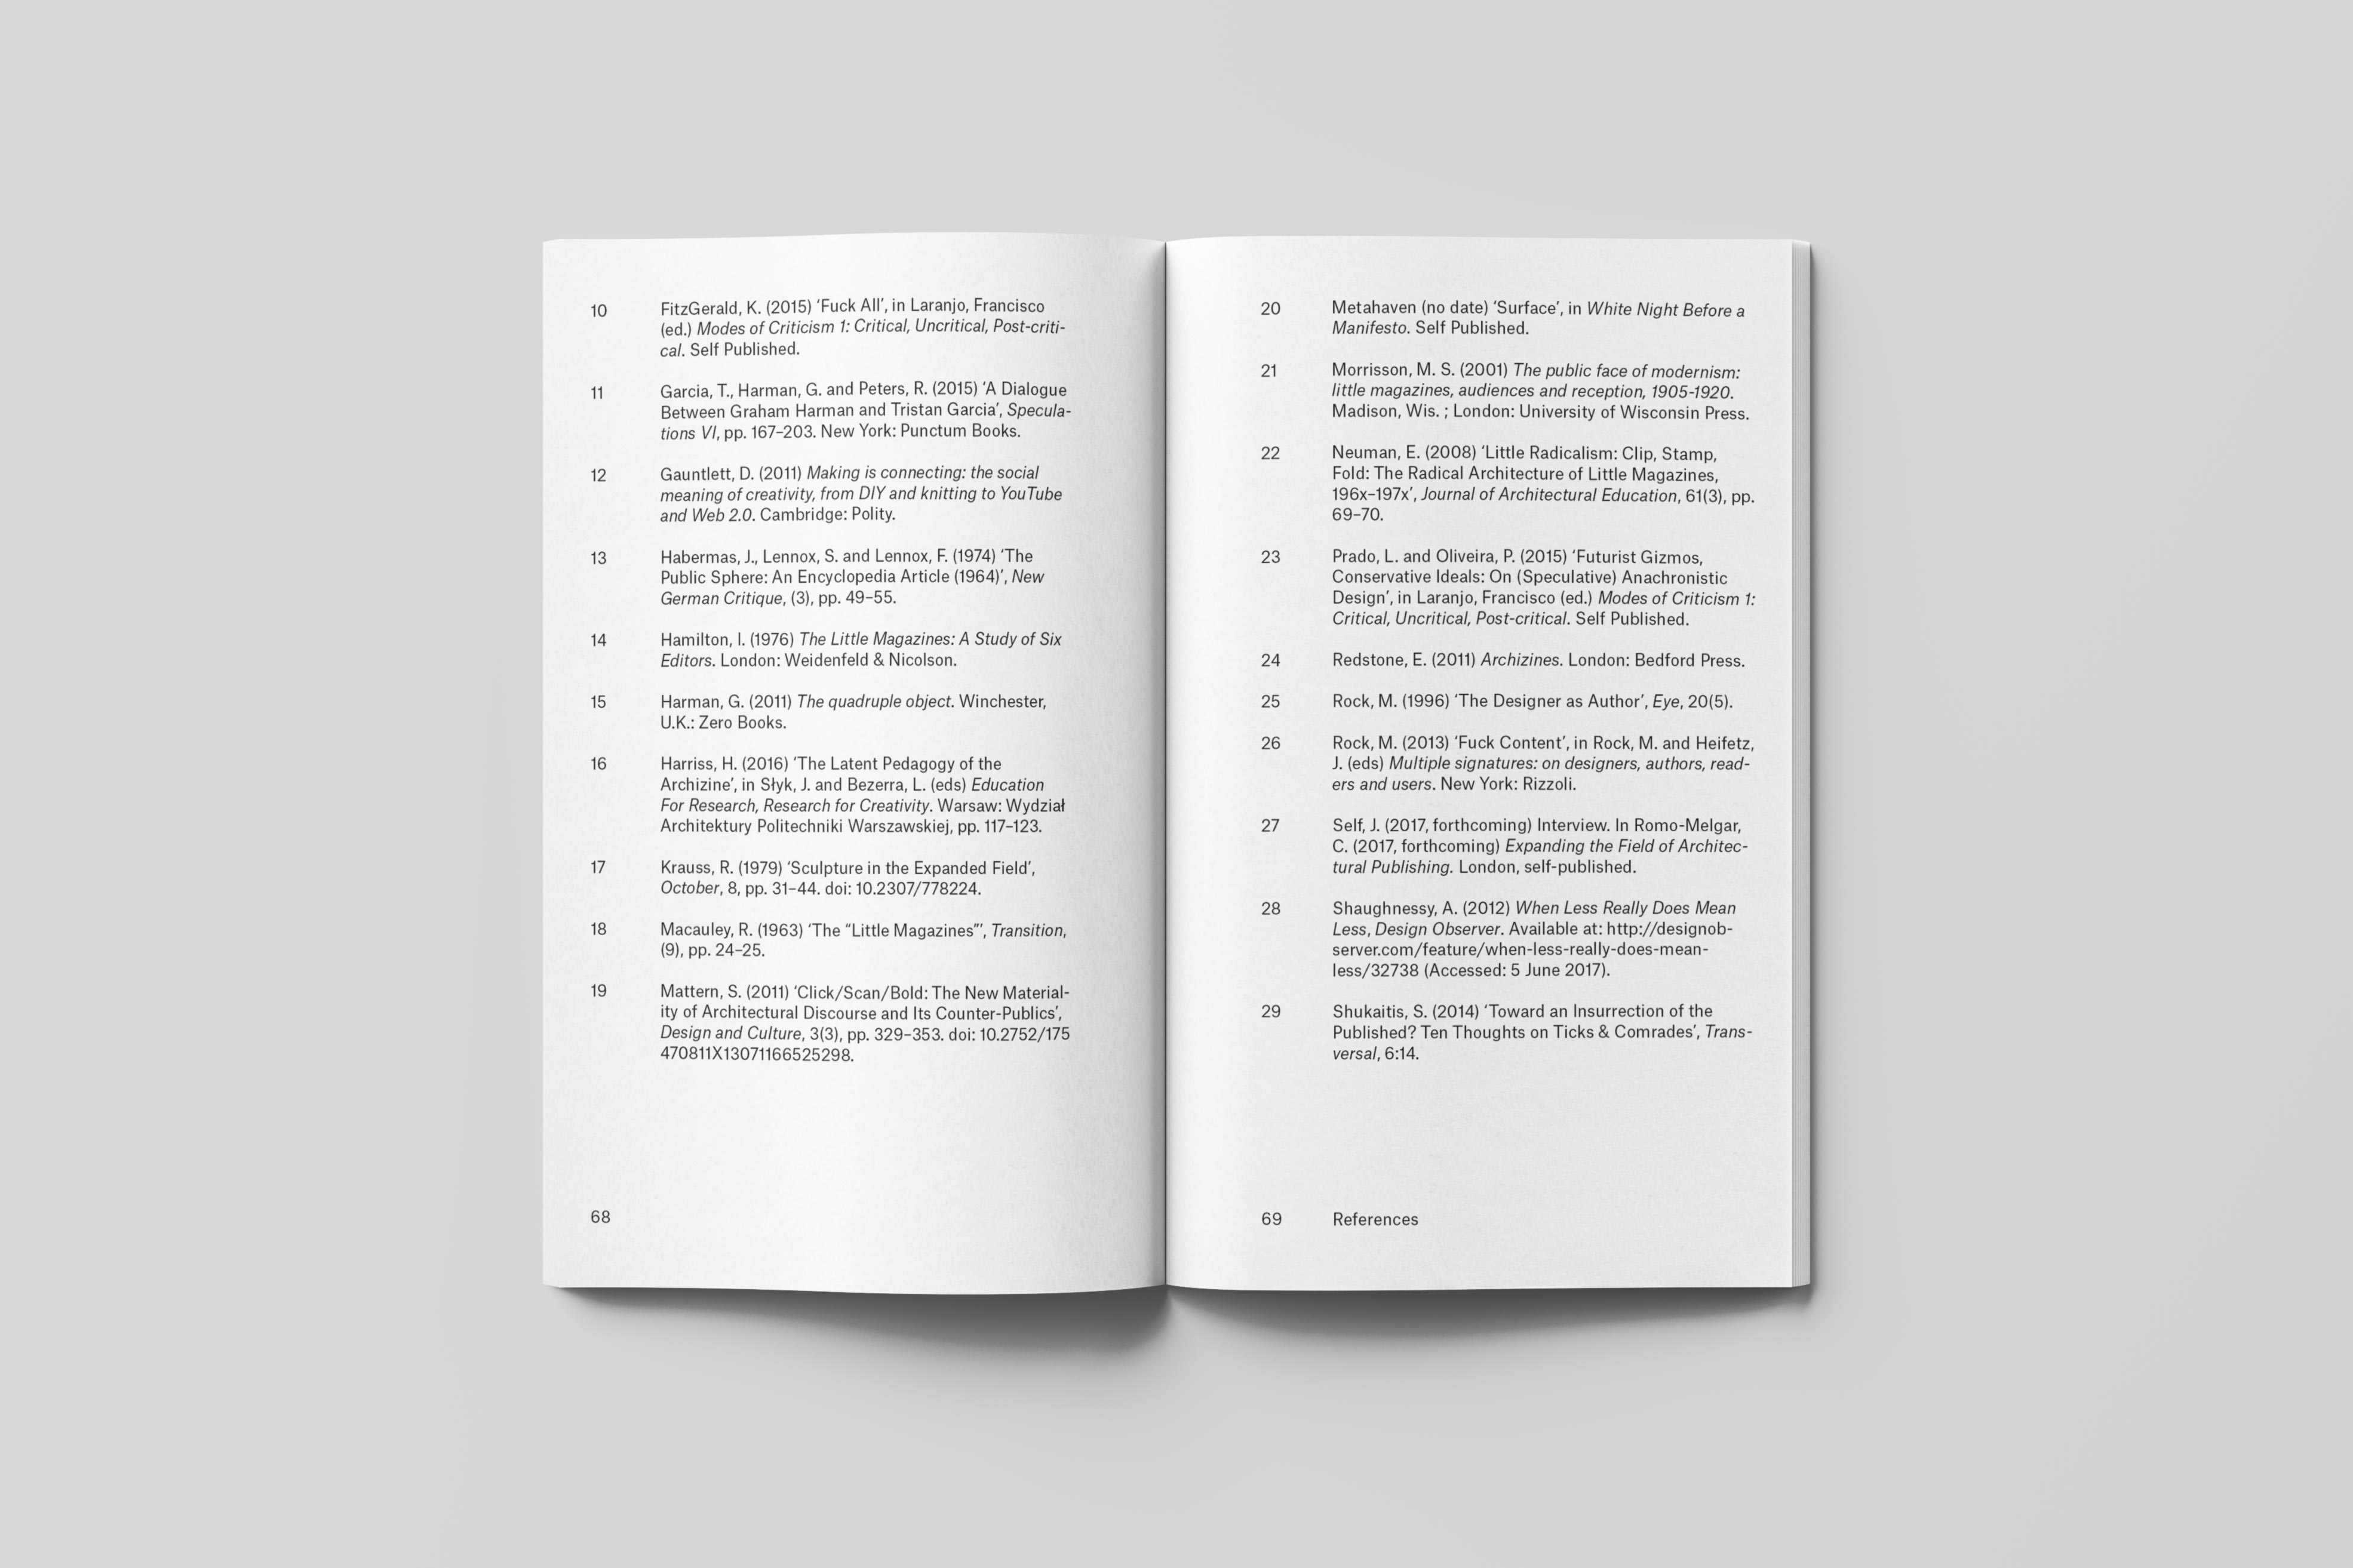 10 FitzGerald, K. (2015) ‘Fuck All’, in Laranjo, Francisco
(ed.) Modes of Criticism 1: Critical, Uncritical, Post-criti-
cal. Self Published.
11 Garcia, T., Harman, G. and Peters, R. (2015) ‘A Dialogue
Between Graham Harman and Tristan Garcia’, Specula-
tions VI, pp. 167–203. New York: Punctum Books.
12 Gauntlett, D. (2011) Making is connecting: the social
meaning of creativity, from DIY and knitting to YouTube
and Web 2.0. Cambridge: Polity.
13 Habermas, J., Lennox, S. and Lennox, F. (1974) ‘The
Public Sphere: An Encyclopedia Article (1964)’, New
German Critique, (3), pp. 49–55.
14 Hamilton, I. (1976) The Little Magazines: A Study of Six
Editors. London: Weidenfeld & Nicolson.
15 Harman, G. (2011) The quadruple object. Winchester,
U.K.: Zero Books.
16 Harriss, H. (2016) ‘The Latent Pedagogy of the
Archizine’, in Słyk, J. and Bezerra, L. (eds) Education
For Research, Research for Creativity. Warsaw: Wydział
Architektury Politechniki Warszawskiej, pp. 117–123.
17 Krauss, R. (1979) ‘Sculpture in the Expanded Field’,
October, 8, pp. 31–44. doi: 10.2307/778224.
18 Macauley, R. (1963) ‘The “Little Magazines”’, Transition,
(9), pp. 24–25.
19 Mattern, S. (2011) ‘Click/Scan/Bold: The New Material-
ity of Architectural Discourse and Its Counter-Publics’,
Design and Culture, 3(3), pp. 329–353. doi: 10.2752/175
470811X13071166525298.
68
20 Metahaven (no date) ‘Surface’, in White Night Before a
Manifesto. Self Published.
21 Morrisson, M. S. (2001) The public face of modernism:
little magazines, audiences and reception, 1905-1920.
Madison, Wis. ; London: University of Wisconsin Press.
22 Neuman, E. (2008) ‘Little Radicalism: Clip, Stamp,
Fold: The Radical Architecture of Little Magazines,
196x–197x’, Journal of Architectural Education, 61(3), pp.
69–70.
23 Prado, L. and Oliveira, P. (2015) ‘Futurist Gizmos,
Conservative Ideals: On (Speculative) Anachronistic
Design’, in Laranjo, Francisco (ed.) Modes of Criticism 1:
Critical, Uncritical, Post-critical. Self Published.
24 Redstone, E. (2011) Archizines. London: Bedford Press.
25 Rock, M. (1996) ‘The Designer as Author’, Eye, 20(5).
26 Rock, M. (2013) ‘Fuck Content’, in Rock, M. and Heifetz,
J. (eds) Multiple signatures: on designers, authors, read-
ers and users. New York: Rizzoli.
27 Self, J. (2017, forthcoming) Interview. In Romo-Melgar,
C. (2017, forthcoming) Expanding the Field of Architec-
tural Publishing. London, self-published.
28 Shaughnessy, A. (2012) When Less Really Does Mean
Less, Design Observer. Available at: http://designob-
server.com/feature/when-less-really-does-mean-
less/32738 (Accessed: 5 June 2017).
29 Shukaitis, S. (2014) ‘Toward an Insurrection of the
Published? Ten Thoughts on Ticks & Comrades’, Trans-
versal, 6:14.
69 References